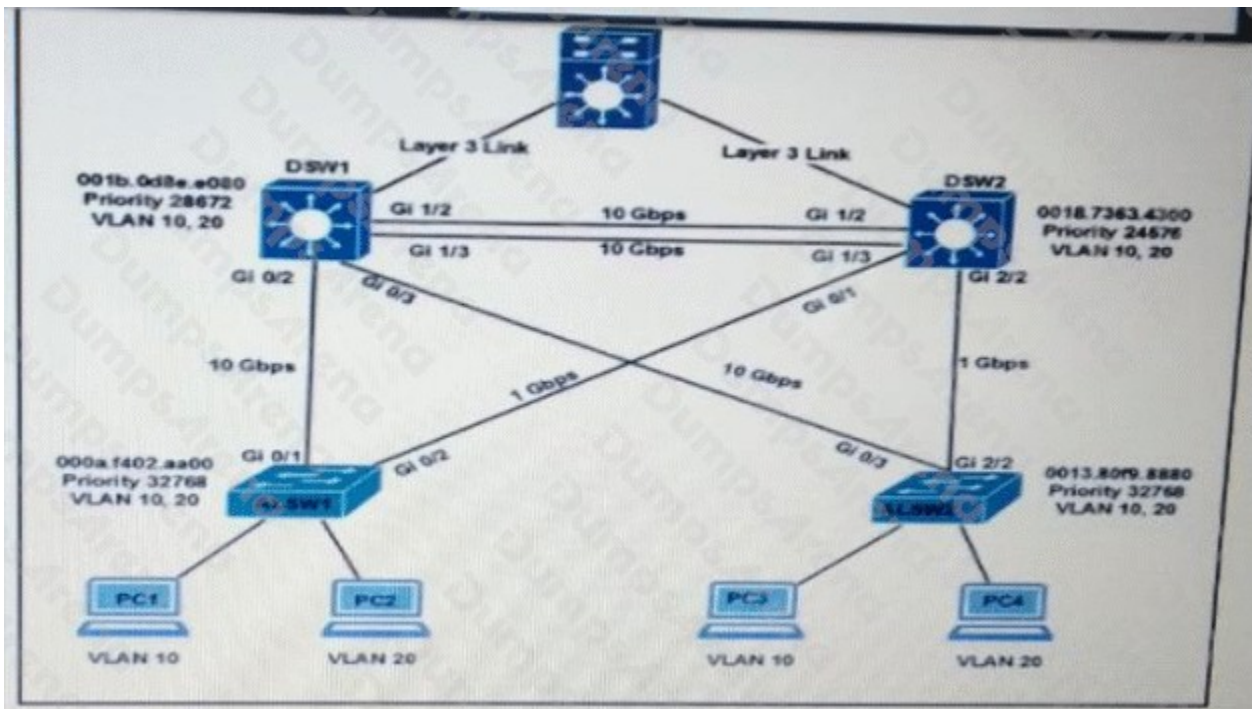 Layer 3 Link
Layer 3 Link
DSW1
DSW2
001b.0d8e.e080
Priority 28672
VLAN 10, 20
0018.7363.4300
Priority 24576
VLAN 10, 20
Gi 1/2
10 Gbps
Gi 1/2
Gi 1/3
10 Gbps
Gi 1/3
Gi 0/2
Gi 0/3
Gi 0/1
Gi 2/2
10 Gbps
1 Gbps
10 Gbps
1 Gbps
Gi 0/1
Gi 0/2
Gi 0/3
Gi 2/2
000a.f402.aa00
Priority 32768
VLAN 10, 20
ALSW1
0013.80f9.8880
Priority 32768
VLAN 10, 20
ALSW2
PC1
PC2
PC3
PC4
VLAN 10
VLAN 20
VLAN 10
VLAN 20
DumpsArena